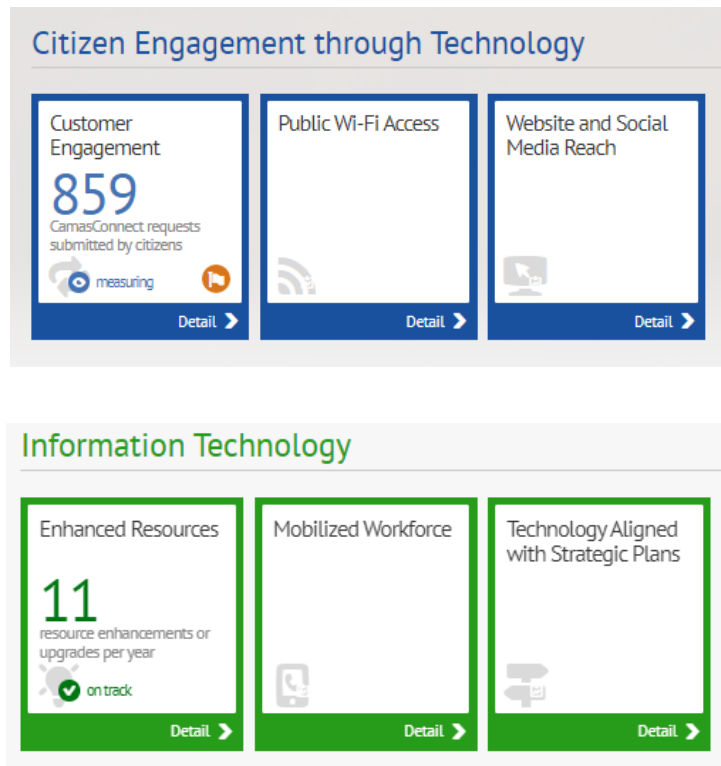 Citizen Engagement through Technology
Customer
Engagement
859
CamasConnect requests
submitted by citizens
measuring
Detail
Public Wi-Fi Access
Detail
Website and Social
Media Reach
Detail
Information Technology
Enhanced Resources
11
resource enhancements or
upgrades per year
on track
Detail
Mobilized Workforce
Detail
Technology Aligned
with Strategic Plans
Detail